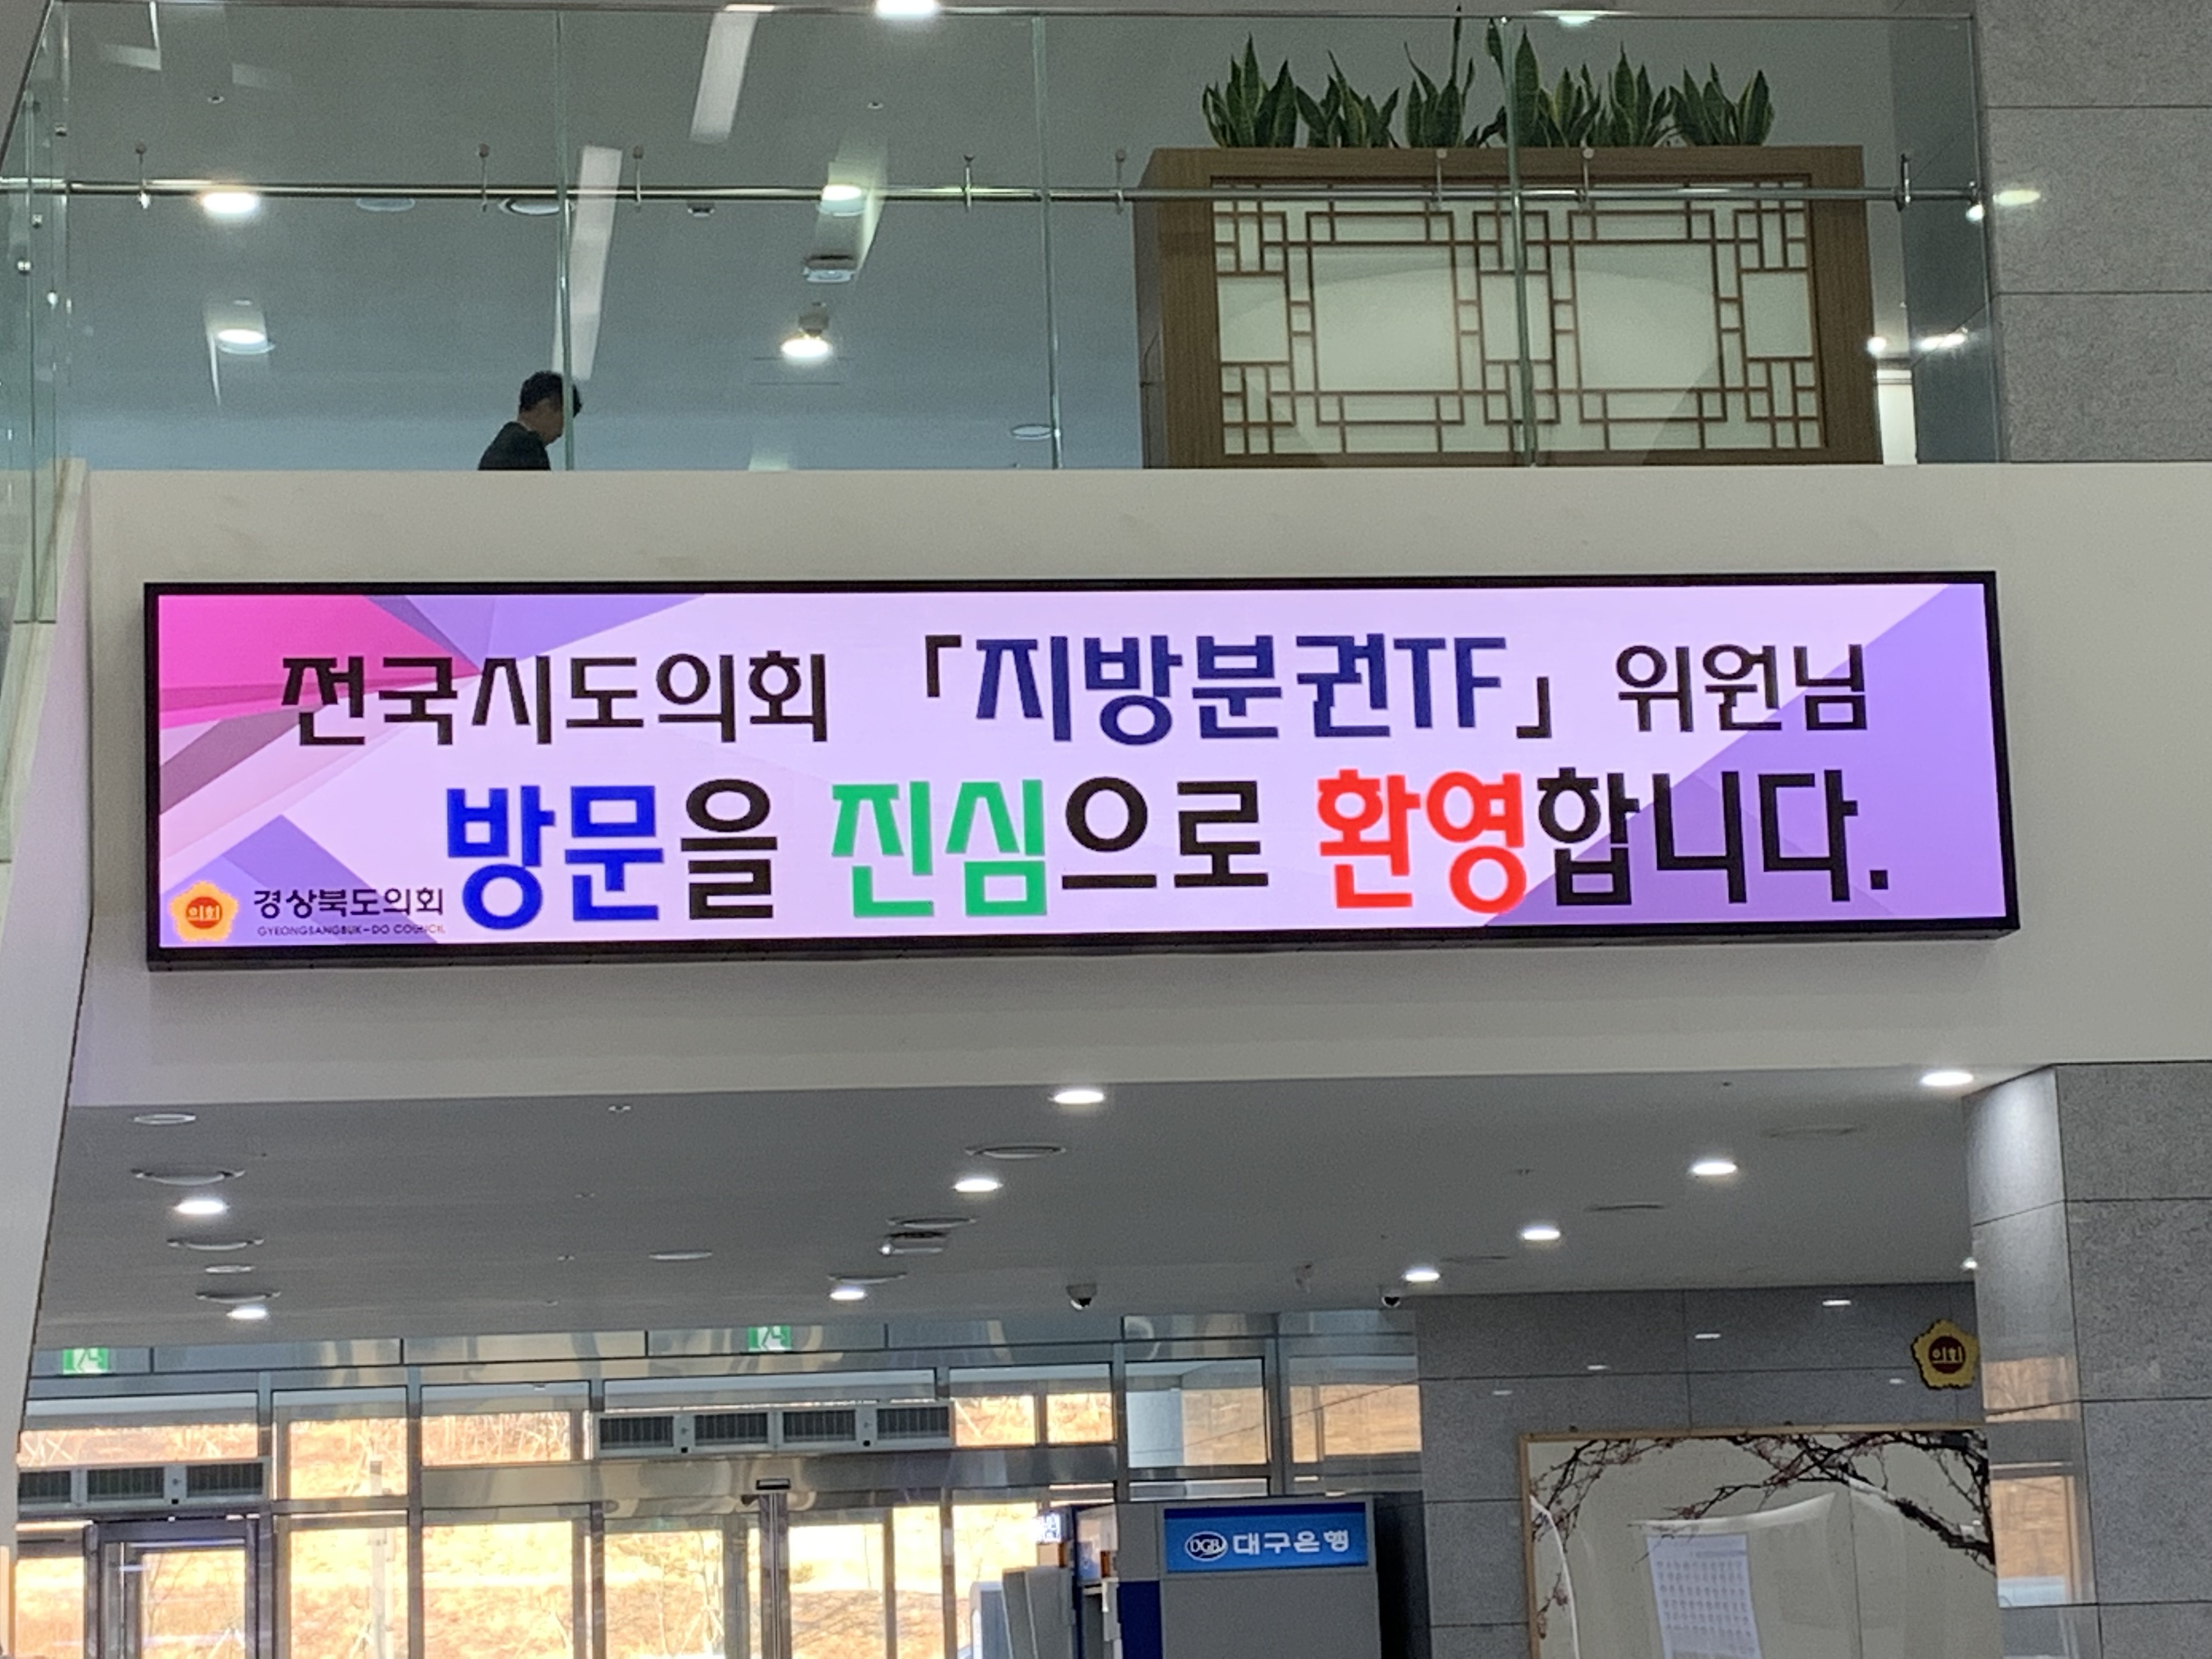 전국시도의회 「지방분권TF」 위원님
방문을 진심으로 환영합니다.
의회 경상북도의회
GYEONGSANGBUK-DO COUNCIL
의회
DGB 대구은행